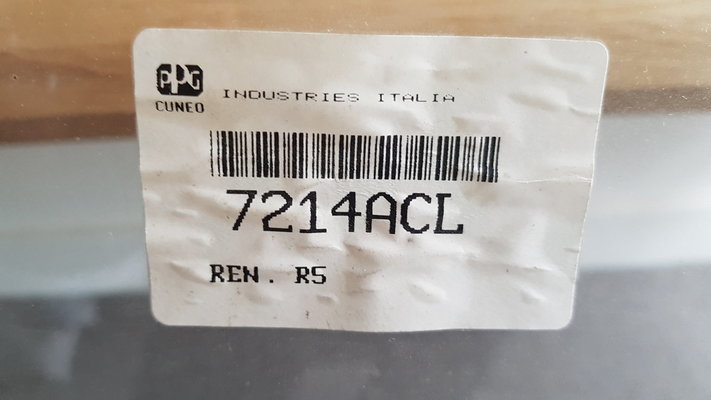 PPG
CUNEO
INDUSTRIES ITALIA
7214ACL
REN. R5